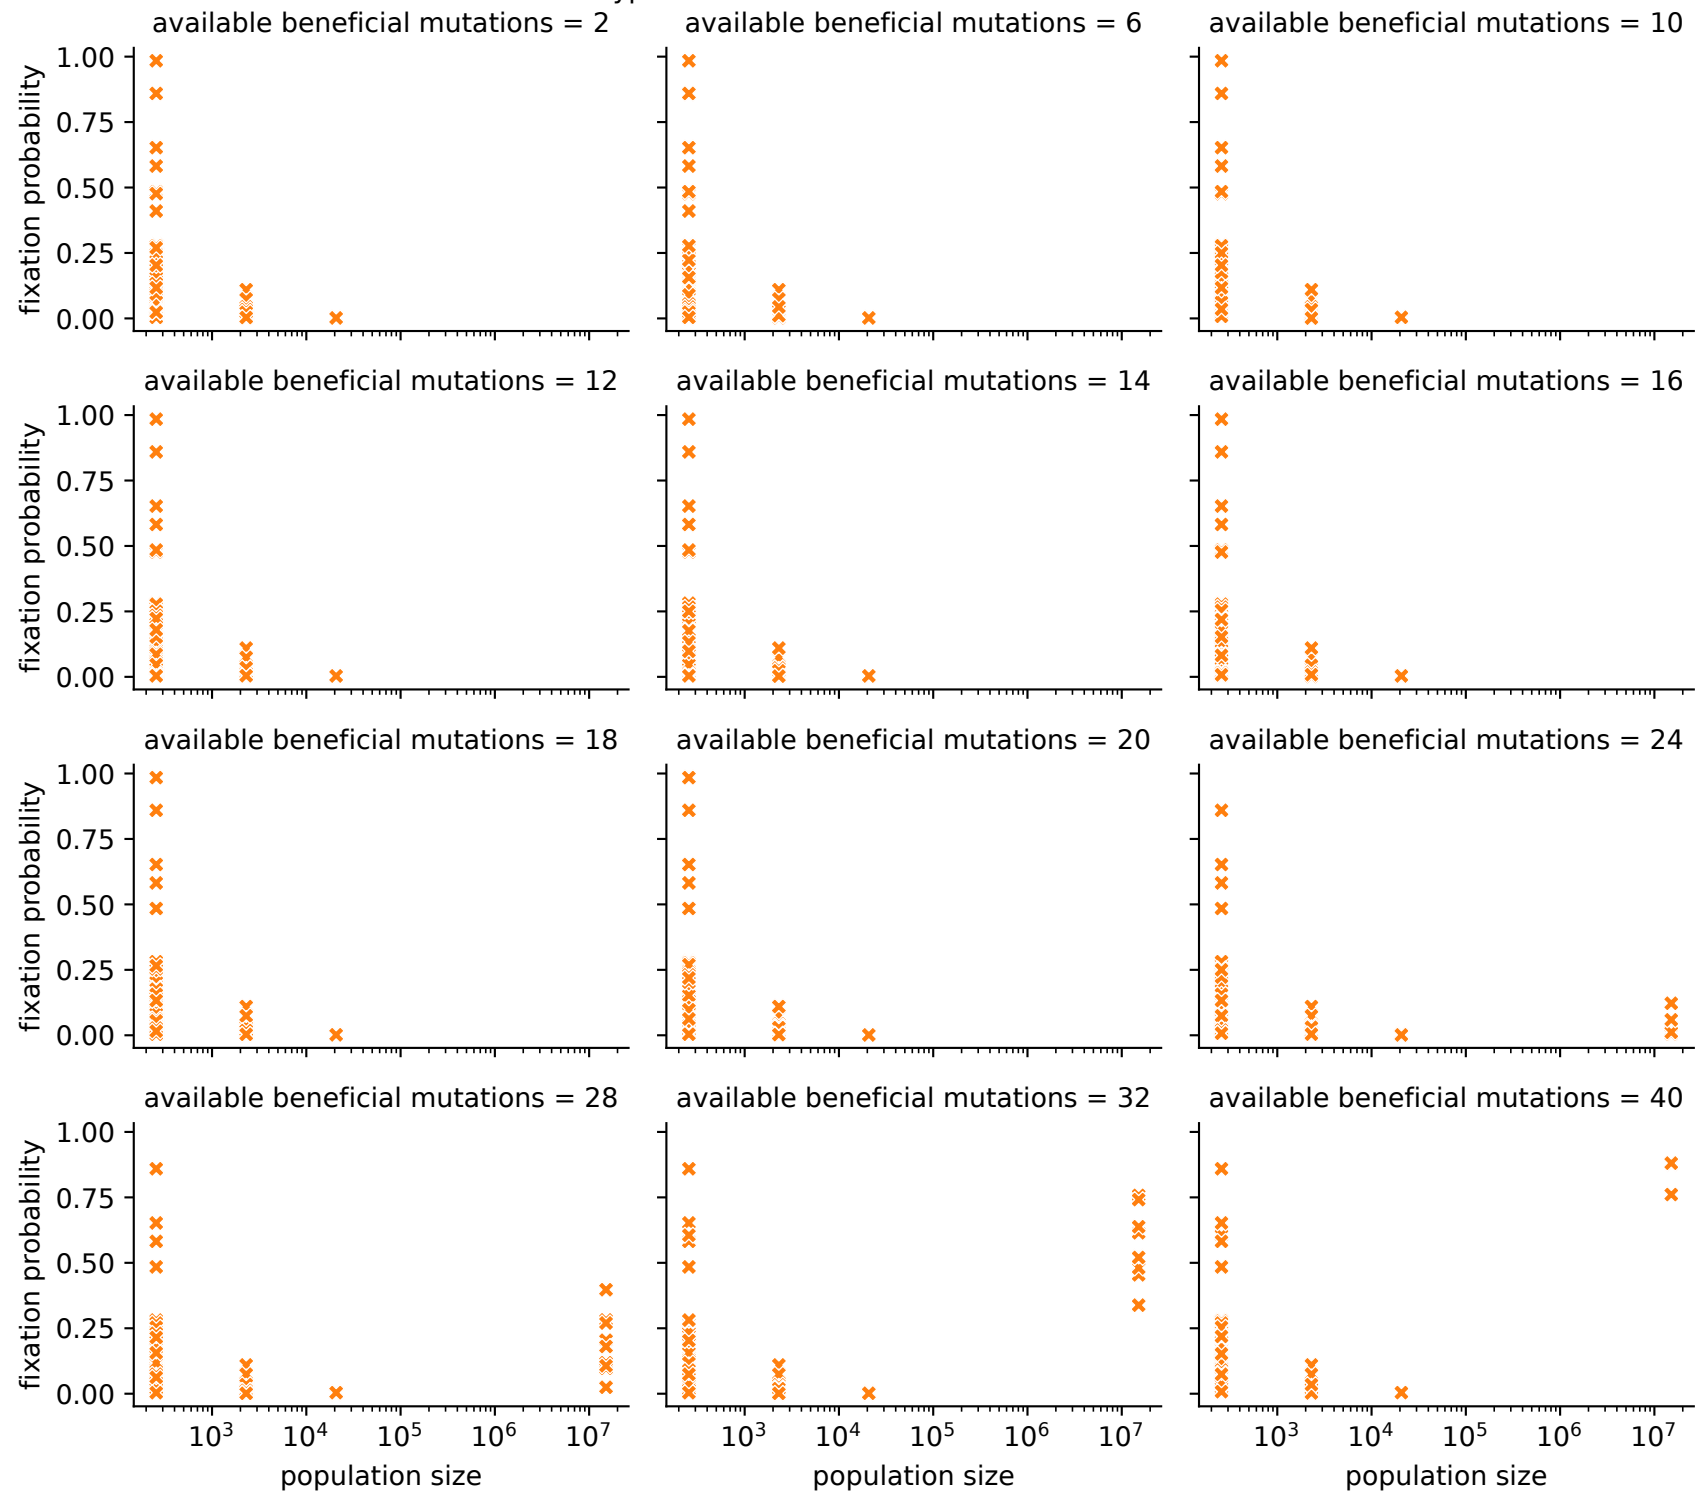 available beneficial mutations = 2
available beneficial mutations = 6
available beneficial mutations = 10
fixation probability
1.00
0.75
0.50
0.25
0.00
available beneficial mutations = 12
available beneficial mutations = 14
available beneficial mutations = 16
fixation probability
1.00
0.75
0.50
0.25
0.00
available beneficial mutations = 18
available beneficial mutations = 20
available beneficial mutations = 24
fixation probability
1.00
0.75
0.50
0.25
0.00
available beneficial mutations = 28
available beneficial mutations = 32
available beneficial mutations = 40
fixation probability
1.00
0.75
0.50
0.25
0.00
10³ 10⁴ 10⁵ 10⁶ 10⁷
10³ 10⁴ 10⁵ 10⁶ 10⁷
10³ 10⁴ 10⁵ 10⁶ 10⁷
population size
population size
population size